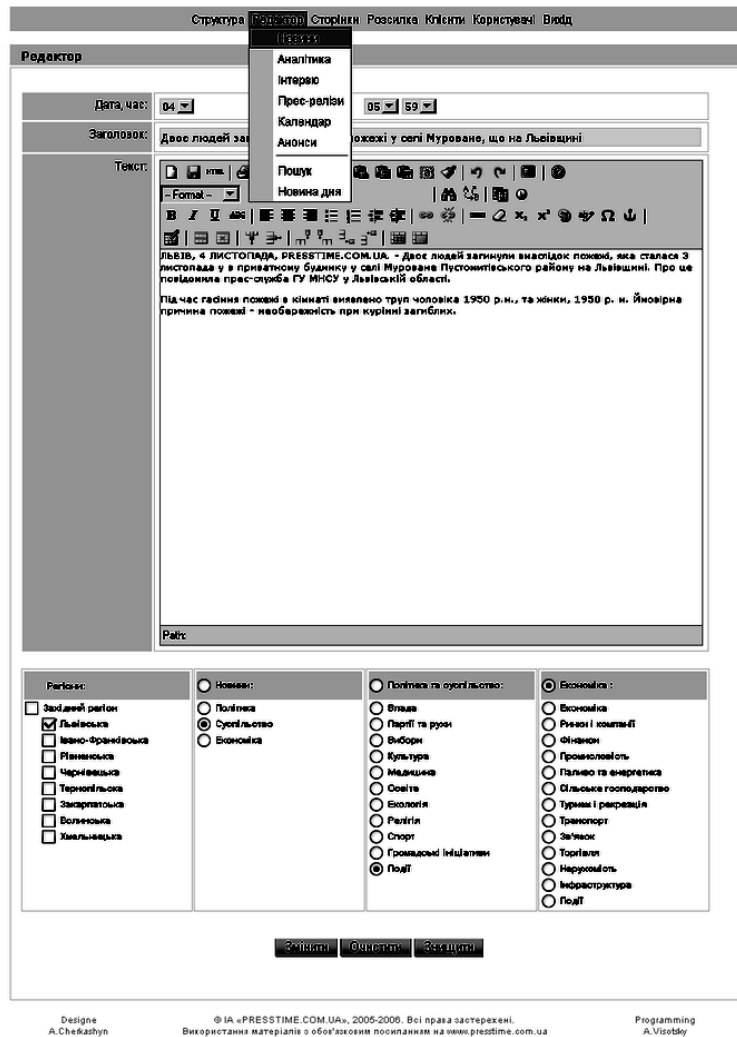 Структура Редактор Сторінки Розсилка Клієнти Користувачі Вихід
Новини
Аналітика
Інтервю
Прес-релізи
Календар
Анонси
Пошук
Новина дня
Редактор
Дата, час: 04 05 59
Заголовок: Двоє людей пожежі у селі Муроване, що на Львівщині
Текст:
HTML
-- Format --
B I U ABC
ЛЬВІВ, 4 ЛИСТОПАДА, PRESSTIME.COM.UA. - Двоє людей загинули внаслідок пожежі, яка сталася 3
листопада у в приватному будинку у селі Муроване Пустомитівського району на Львівщині. Про це
повідомила прес-служба ГУ МНСУ у Львівській області.
Під час гасіння пожежі в кімнаті виявлено труп чоловіка 1950 р.н., та жінки, 1950 р. н. Ймовірна
причина пожежі - необережність при курінні загиблих.
Path:
Регіони:
Західний регіон
Львівська
Івано-Франківська
Рівненська
Чернівецька
Тернопільска
Закарпатська
Волинська
Хмельницька
Новини:
Політика
Суспільство
Економіка
Політика та суспільство:
Влада
Партії та рухи
Вибори
Культура
Медицина
Освіта
Екологія
Релігія
Спорт
Громадські ініціативи
Події
Економіка :
Економіка
Ринки і компанії
Фінанси
Промисловість
Паливо та енергетика
Сільське господарство
Туризм і рекреація
Транспорт
Зв'язок
Торгівля
Нерухомість
Інфраструктура
Події
Змінити Очистити Знищити
Designe
A.Cherkashyn
© ІА «PRESSTIME.COM.UA», 2005-2006. Всі права застережені.
Використання матеріалів з обов'язковим посиланням на www.presstime.com.ua
Programming
A.Visotsky